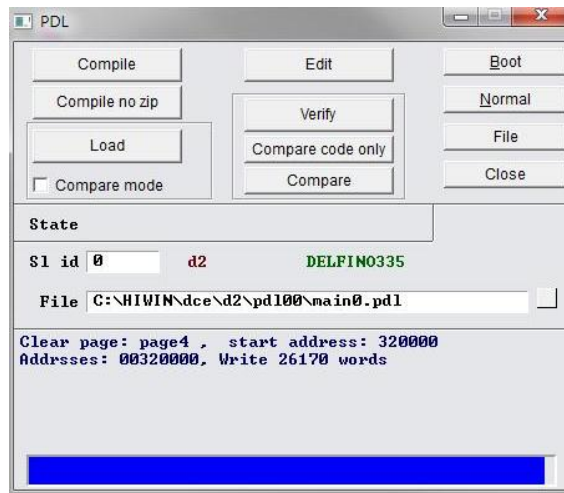 PDL
Compile
Edit
Boot
Compile no zip
Verify
Normal
Load
Compare code only
File
Compare mode
Compare
Close
State
Sl id 0 d2 DELFINO335
File C:\HIWIN\dce\d2\pdl00\main0.pdl
Clear page: page4 , start address: 320000
Addrsses: 00320000, Write 26170 words